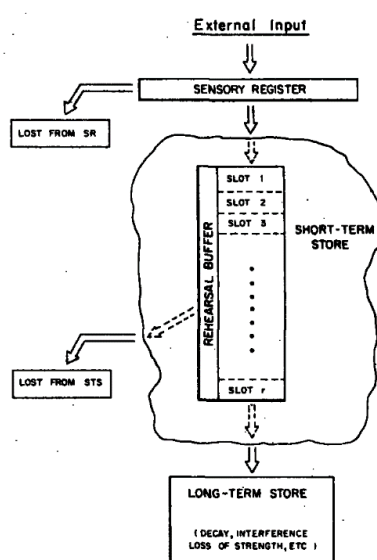 External Input
SENSORY REGISTER
LOST FROM SR
REHEARSAL BUFFER
SLOT 1
SLOT 2
SLOT 3
SHORT-TERM
STORE
LOST FROM STS
SLOT r
LONG-TERM STORE
(DECAY, INTERFERENCE
LOSS OF STRENGTH, ETC)